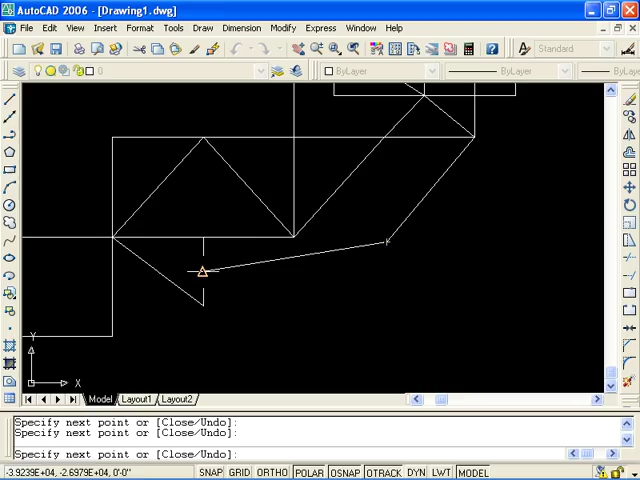 AutoCAD 2006 - [Drawing1.dwg]
File Edit View Insert Format Tools Draw Dimension Modify Express Window Help
Standard
0 ByLayer ByLayer ByLayer
Y
X
Model Layout1 Layout2
Specify next point or [Close/Undo]:
Specify next point or [Close/Undo]:
Specify next point or [Close/Undo]:
-3.9239E+04, -2.6979E+04, 0'-0" SNAP GRID ORTHO POLAR OSNAP OTRACK DYN LWT MODEL